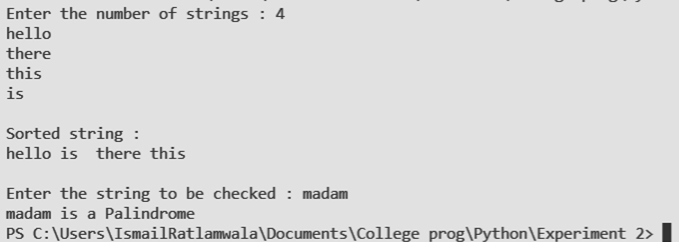 Enter the number of strings : 4
hello
there
this
is
Sorted string :
hello is  there this
Enter the string to be checked : madam
madam is a Palindrome
PS C:\Users\IsmailRatlamwala\Documents\College prog\Python\Experiment 2>